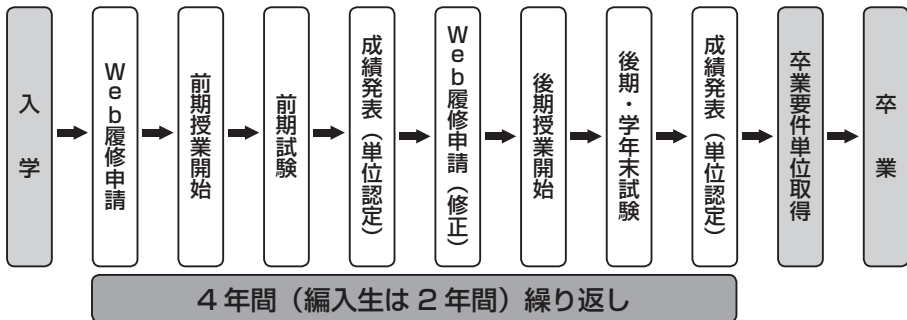 入学
Web履修申請
前期授業開始
前期試験
成績発表（単位認定）
Web履修申請（修正）
後期授業開始
後期・学年末試験
成績発表（単位認定）
卒業要件単位取得
卒業
4年間（編入生は2年間）繰り返し